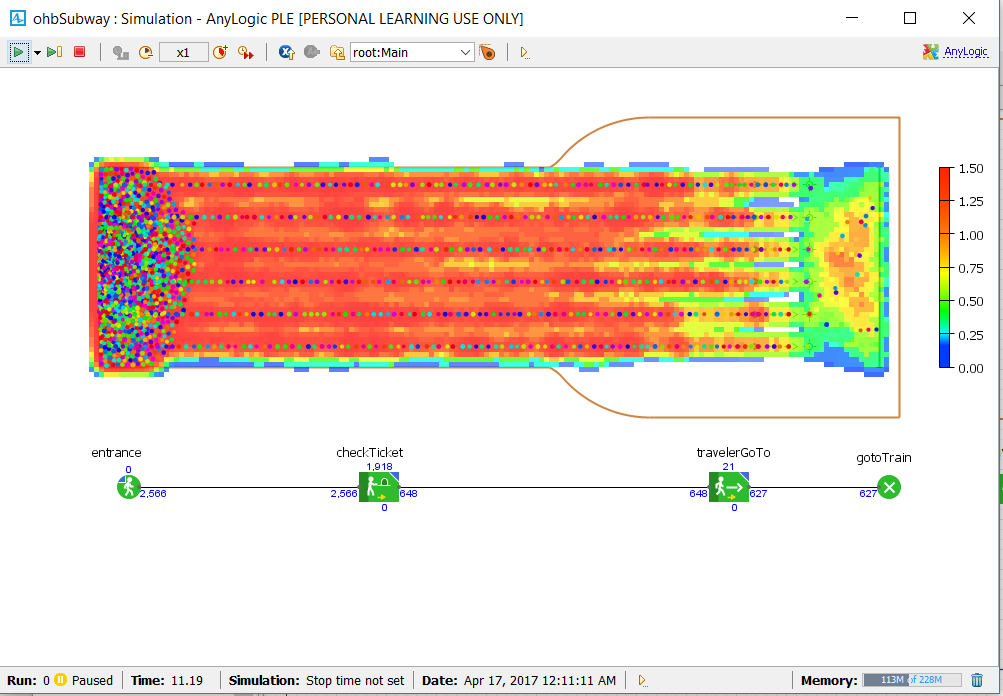 ohbSubway : Simulation - AnyLogic PLE [PERSONAL LEARNING USE ONLY]
x1
root:Main
AnyLogic
1.50
1.25
1.00
0.75
0.50
0.25
0.00
entrance
checkTicket
travelerGoTo
gotoTrain
0
1,918
21
2,566
2,566
648
648
627
627
0
0
Run: 0 Paused
Time: 11.19
Simulation: Stop time not set
Date: Apr 17, 2017 12:11:11 AM
Memory: 113M of 228M